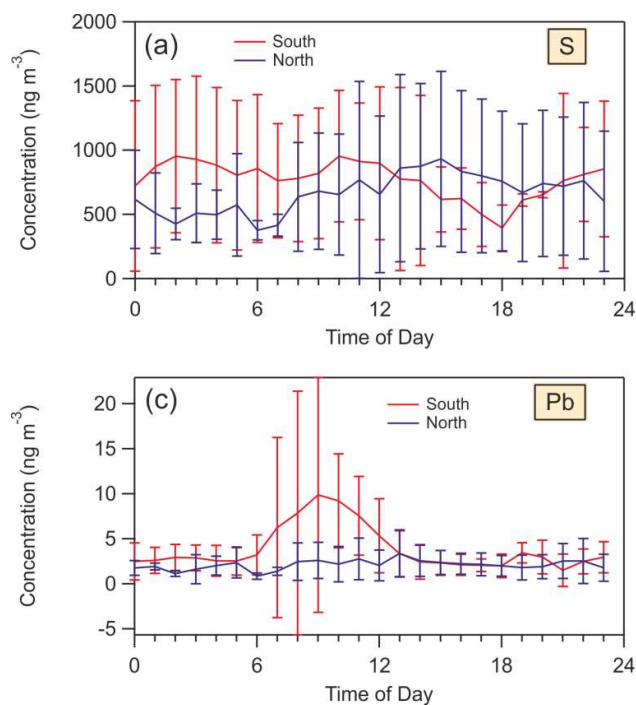 2000
(a)
South
North
S
1500
1000
500
0
Concentration (ng m⁻³)
0 6 12 18 24
Time of Day
(c)
South
North
Pb
20
15
10
5
0
-5
Concentration (ng m⁻³)
0 6 12 18 24
Time of Day